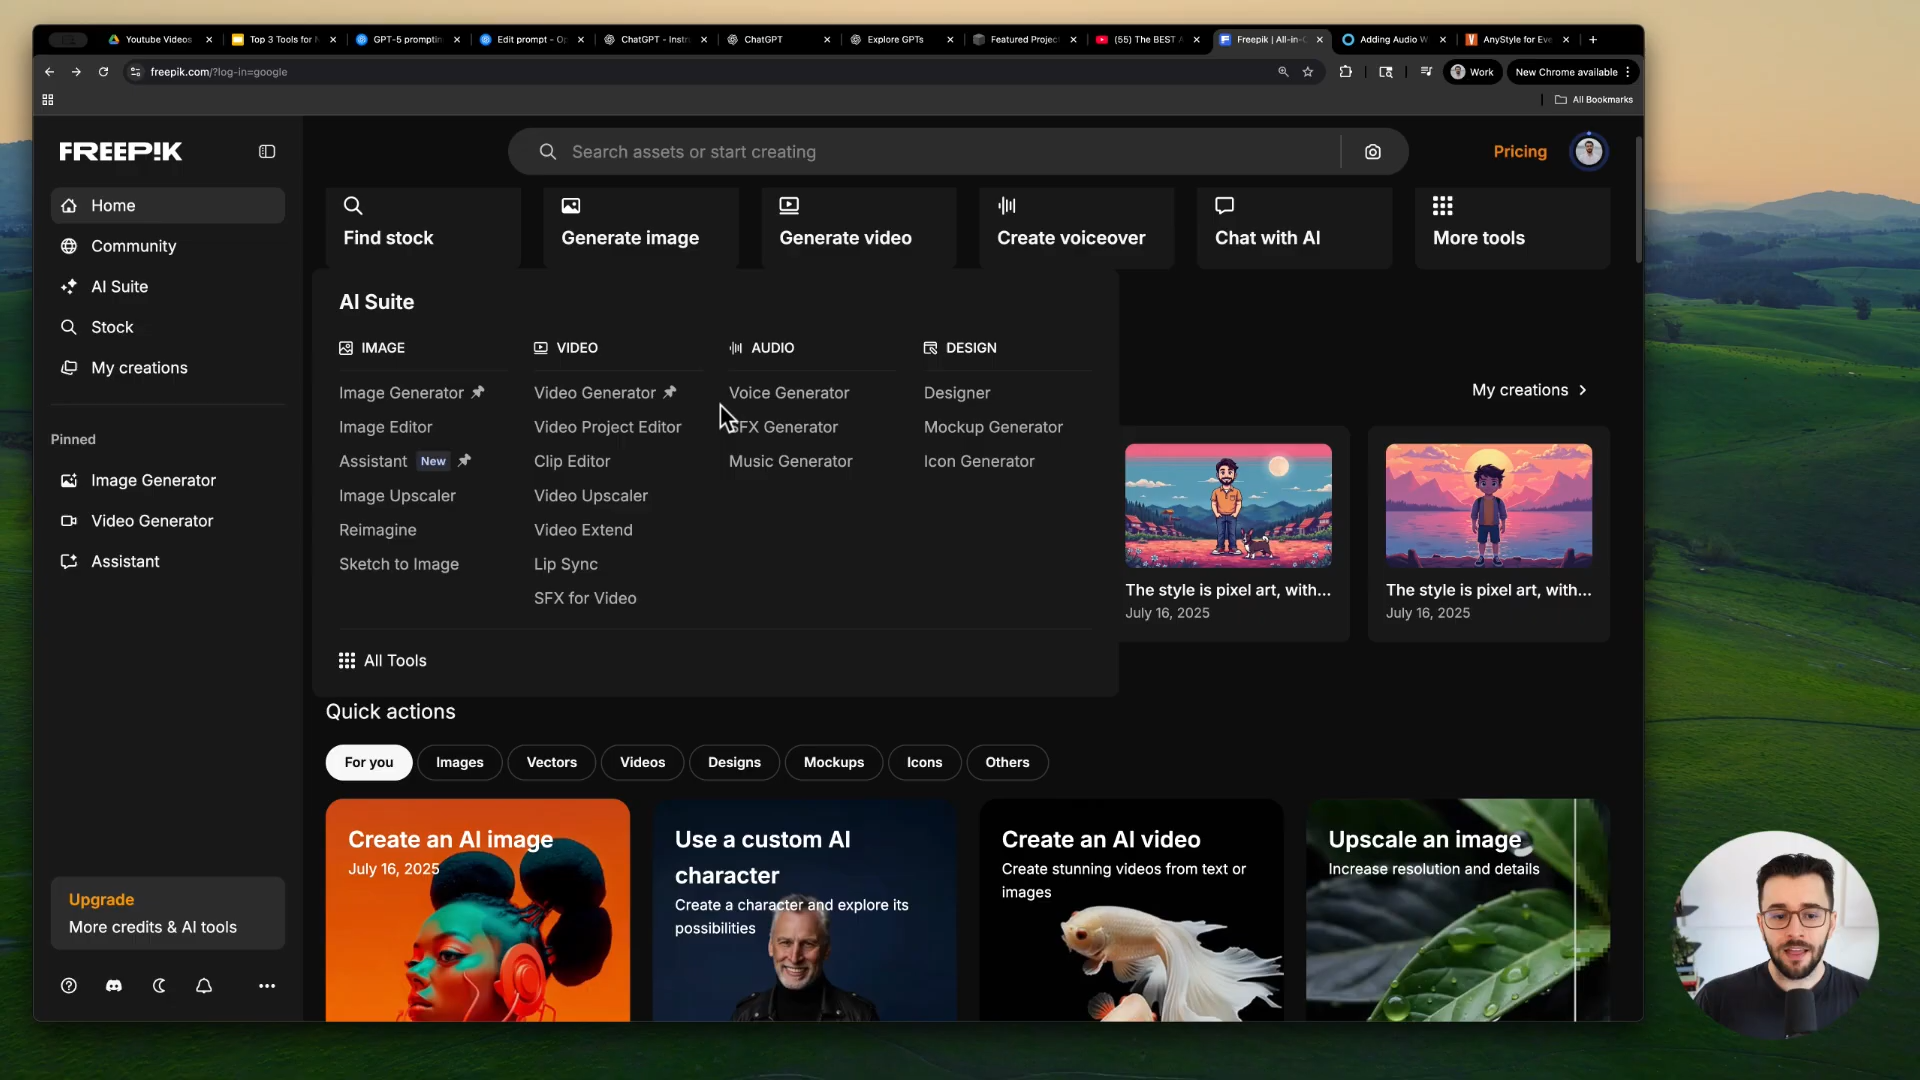 Youtube Videos
Top 3 Tools for
GPT-5 promptin
Edit prompt - Op
ChatGPT - Instr
ChatGPT
Explore GPTs
Featured Projec
(55) The BEST A
Freepik | All-in-
Adding Audio W
AnyStyle for Eve
freepik.com/?log-in=google
Work
New Chrome available
All Bookmarks
FREEP!K
Search assets or start creating
Pricing
Home
Community
AI Suite
Stock
My creations
Pinned
Image Generator
Video Generator
Assistant
Upgrade
More credits & AI tools
Find stock
Generate image
Generate video
Create voiceover
Chat with AI
More tools
AI Suite
IMAGE
Image Generator
Image Editor
Assistant New
Image Upscaler
Reimagine
Sketch to Image
VIDEO
Video Generator
Video Project Editor
Clip Editor
Video Upscaler
Video Extend
Lip Sync
SFX for Video
AUDIO
Voice Generator
SFX Generator
Music Generator
DESIGN
Designer
Mockup Generator
Icon Generator
All Tools
My creations
The style is pixel art, with...
July 16, 2025
The style is pixel art, with...
July 16, 2025
Quick actions
For you
Images
Vectors
Videos
Designs
Mockups
Icons
Others
Create an AI image
July 16, 2025
Use a custom AI
character
Create a character and explore its
possibilities
Create an AI video
Create stunning videos from text or
images
Upscale an image
Increase resolution and details